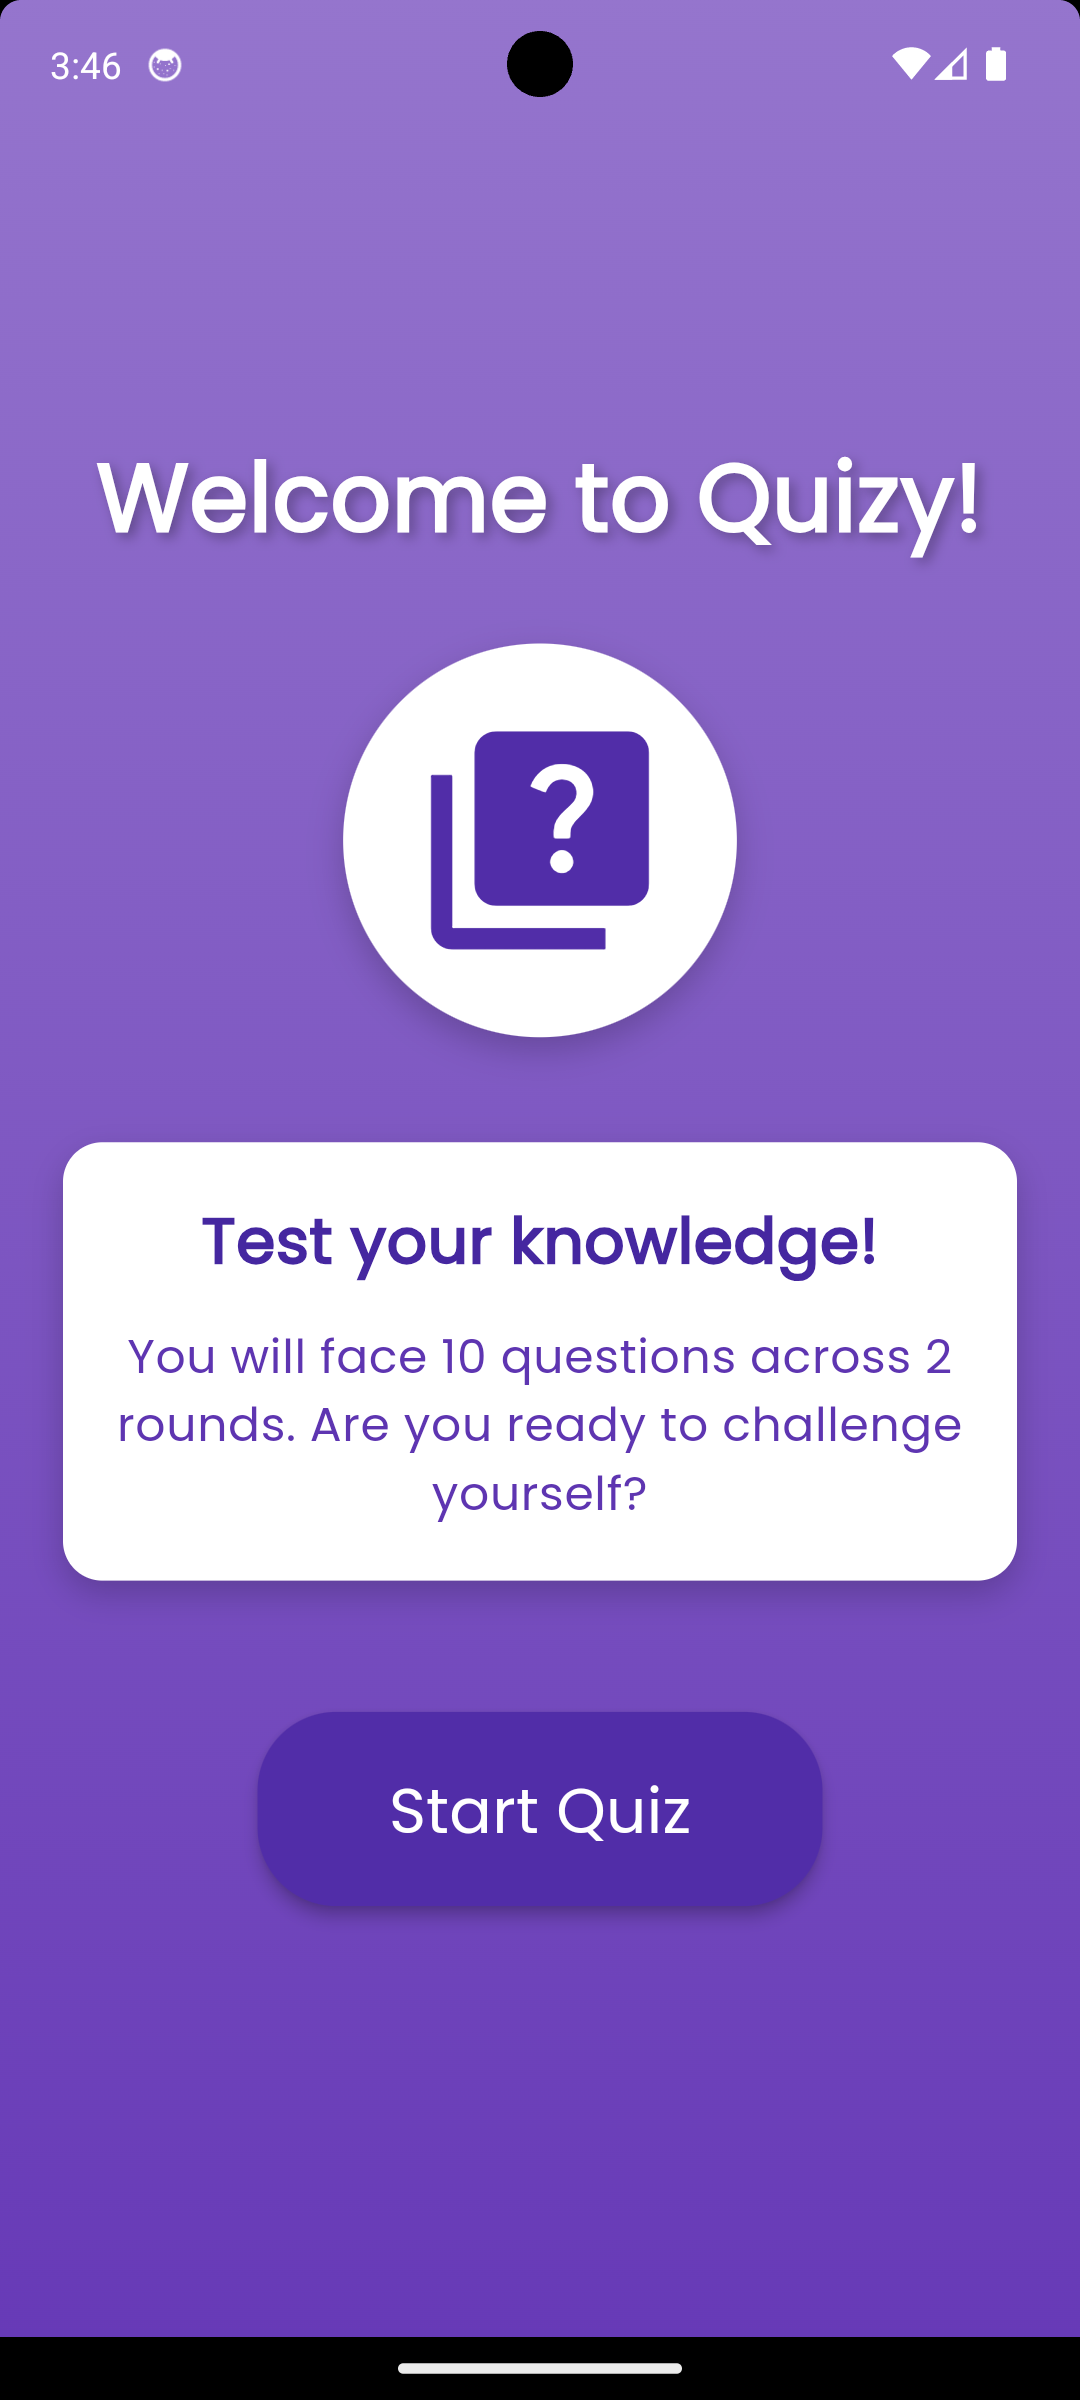 3:46
Welcome to Quizy!
?
Test your knowledge!
You will face 10 questions across 2
rounds. Are you ready to challenge
yourself?
Start Quiz